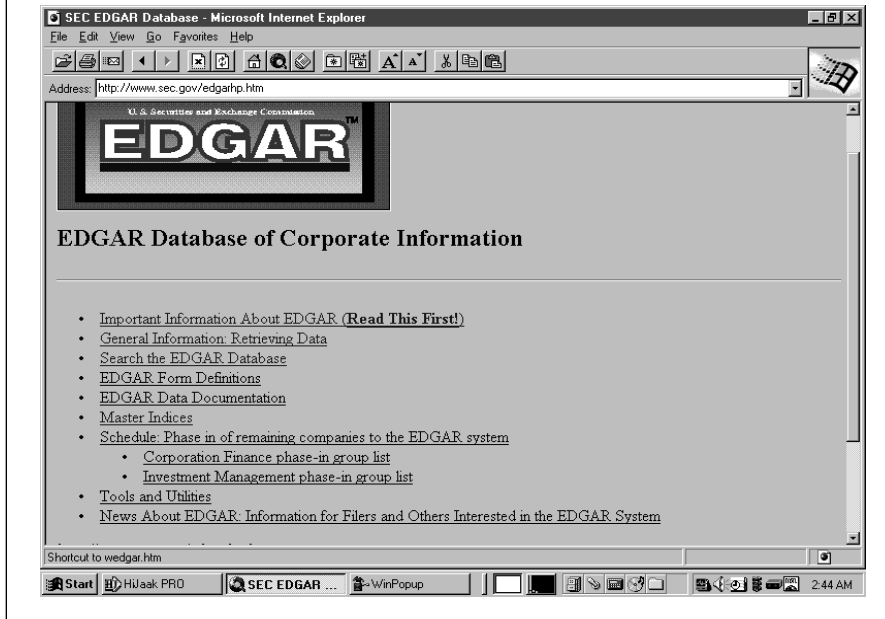 SEC EDGAR Database - Microsoft Internet Explorer
File Edit View Go Favorites Help
Address: http://www.sec.gov/edgarhp.htm
U. S. Securities and Exchange Commission
EDGAR TM
EDGAR Database of Corporate Information
• Important Information About EDGAR (Read This First!)
• General Information: Retrieving Data
• Search the EDGAR Database
• EDGAR Form Definitions
• EDGAR Data Documentation
• Master Indices
• Schedule: Phase in of remaining companies to the EDGAR system
• Corporation Finance phase-in group list
• Investment Management phase-in group list
• Tools and Utilities
• News About EDGAR: Information for Filers and Others Interested in the EDGAR System
Shortcut to wedgar.htm
Start HiJaak PRO SEC EDGAR ... WinPopup 2:44 AM